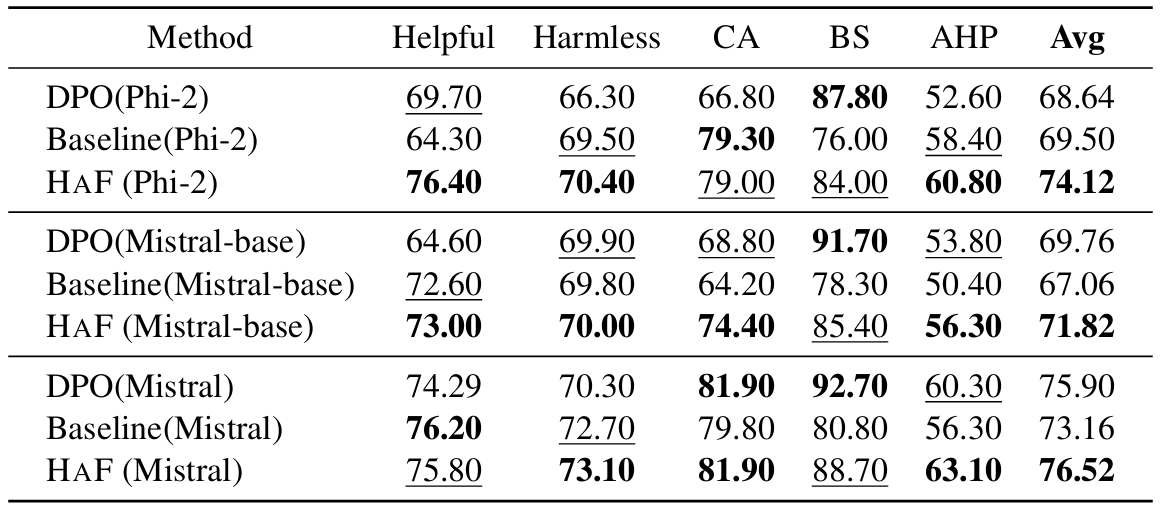 Method Helpful Harmless CA BS AHP Avg
DPO(Phi-2) 69.70 66.30 66.80 87.80 52.60 68.64
Baseline(Phi-2) 64.30 69.50 79.30 76.00 58.40 69.50
HAF (Phi-2) 76.40 70.40 79.00 84.00 60.80 74.12
DPO(Mistral-base) 64.60 69.90 68.80 91.70 53.80 69.76
Baseline(Mistral-base) 72.60 69.80 64.20 78.30 50.40 67.06
HAF (Mistral-base) 73.00 70.00 74.40 85.40 56.30 71.82
DPO(Mistral) 74.29 70.30 81.90 92.70 60.30 75.90
Baseline(Mistral) 76.20 72.70 79.80 80.80 56.30 73.16
HAF (Mistral) 75.80 73.10 81.90 88.70 63.10 76.52